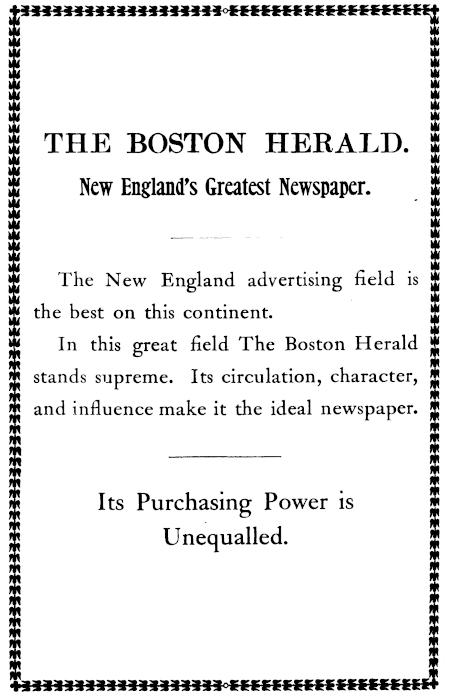 THE BOSTON HERALD.
New England's Greatest Newspaper.
The New England advertising field is
the best on this continent.
In this great field The Boston Herald
stands supreme. Its circulation, character,
and influence make it the ideal newspaper.
Its Purchasing Power is
Unequalled.